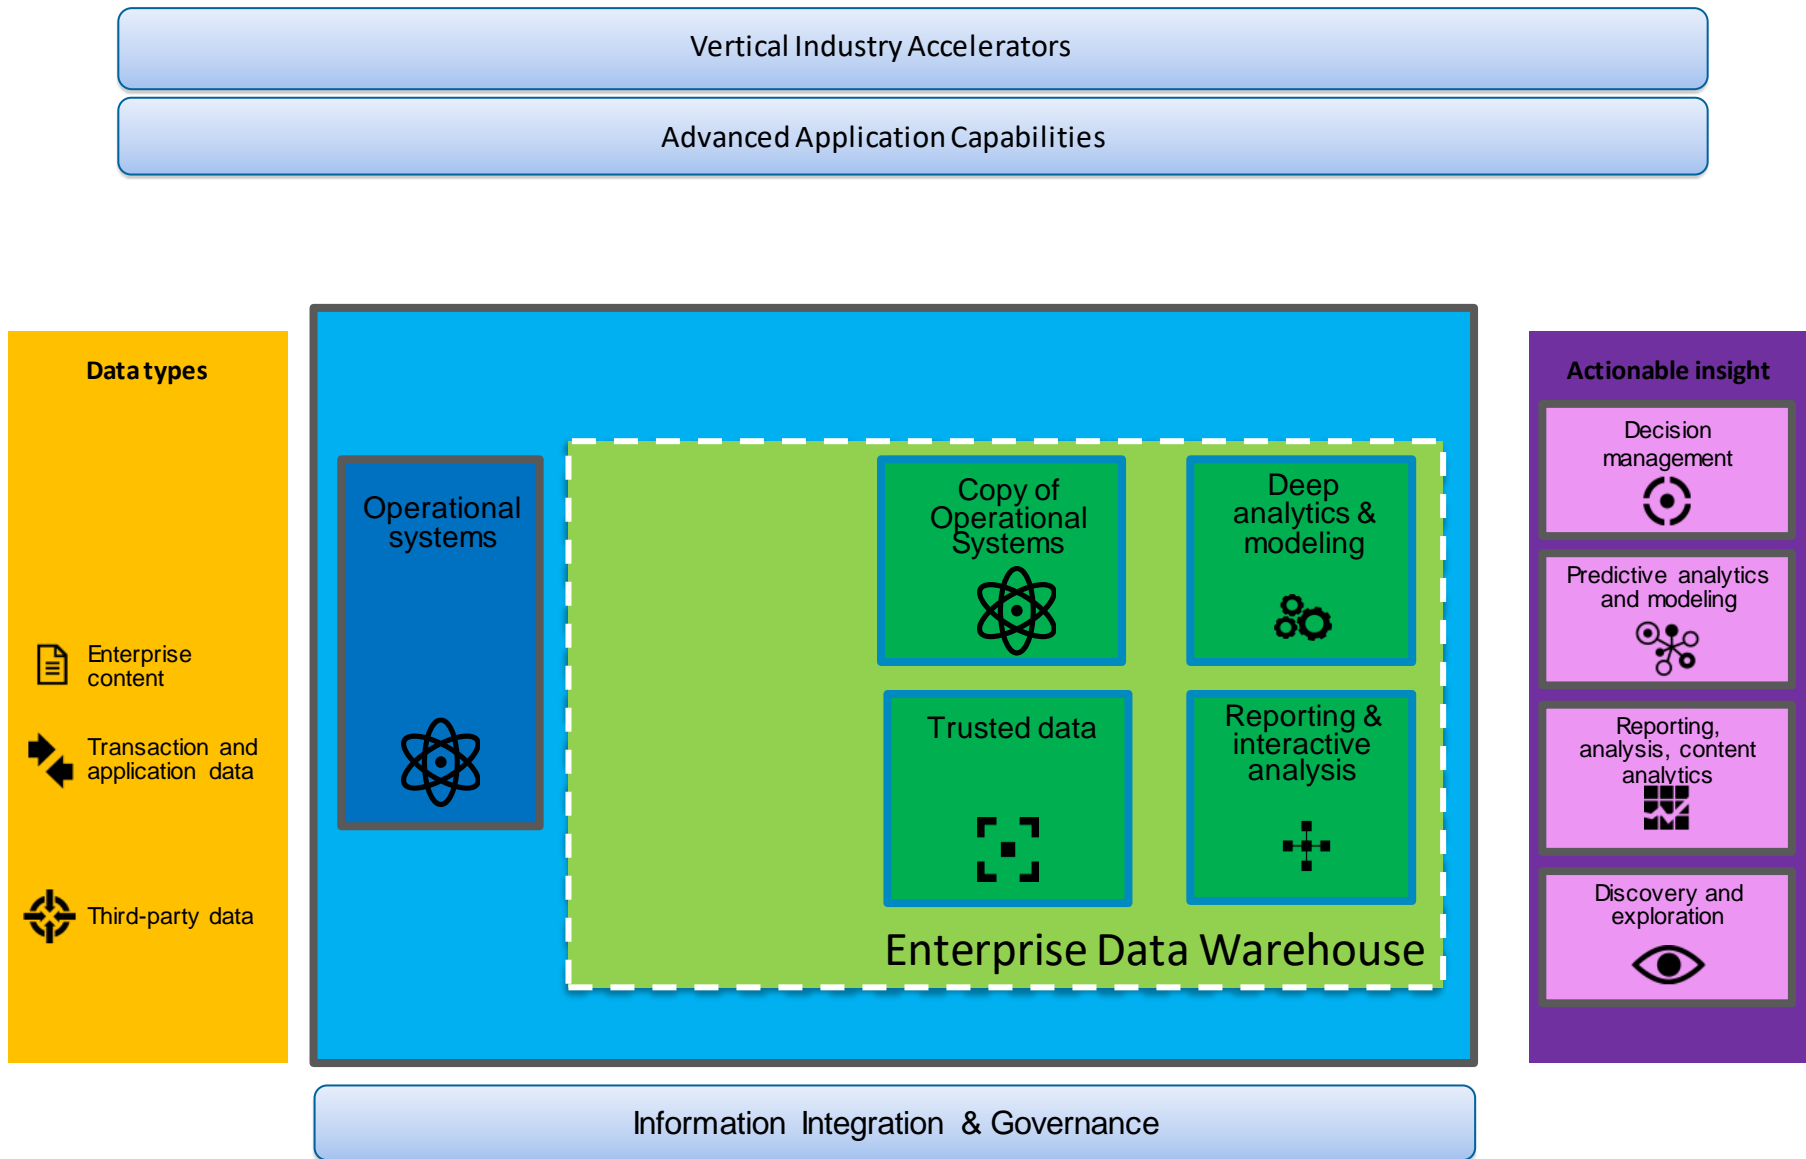 Vertical Industry Accelerators
Advanced Application Capabilities
Data types
Enterprise
content
Transaction and
application data
Third-party data
Operational
systems
Copy of
Operational
Systems
Deep
analytics &
modeling
Trusted data
Reporting &
interactive
analysis
Enterprise Data Warehouse
Actionable insight
Decision
management
Predictive analytics
and modeling
Reporting,
analysis, content
analytics
Discovery and
exploration
Information Integration & Governance